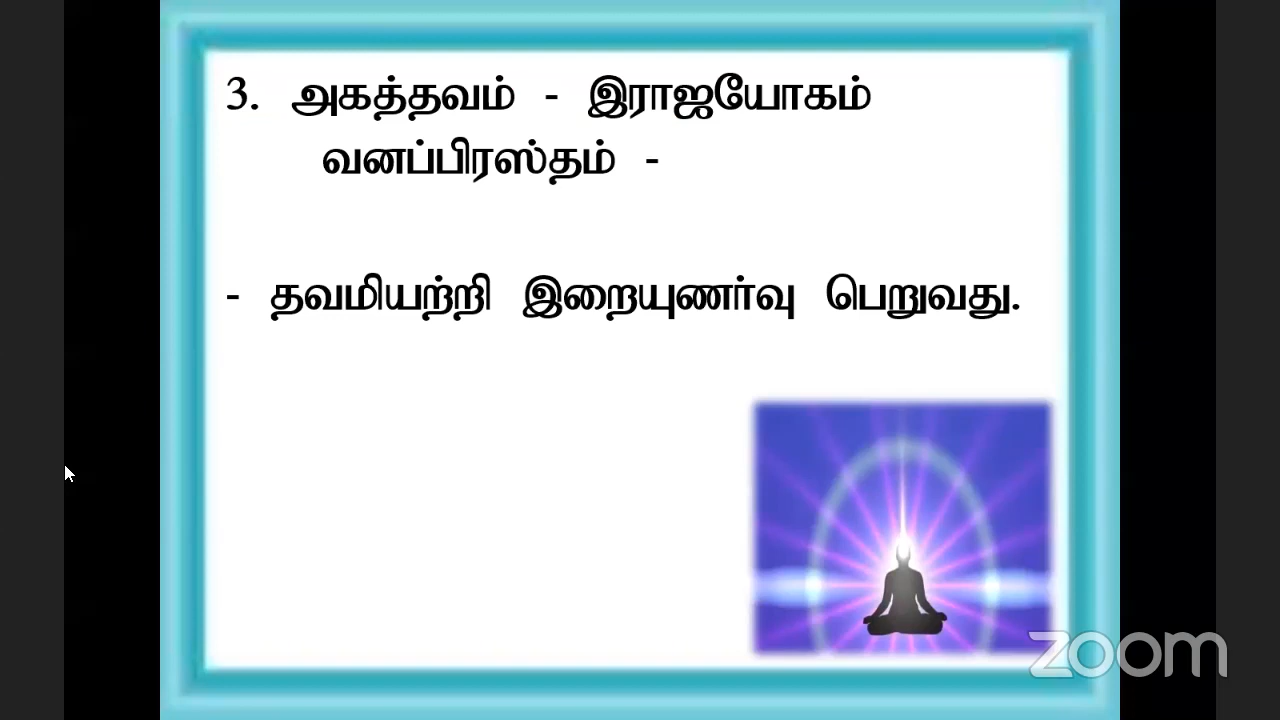 3. அகத்தவம் - இராஜயோகம்
வனப்பிரஸ்தம் -
- தவமியற்றி இறையுணர்வு பெறுவது.
zoom